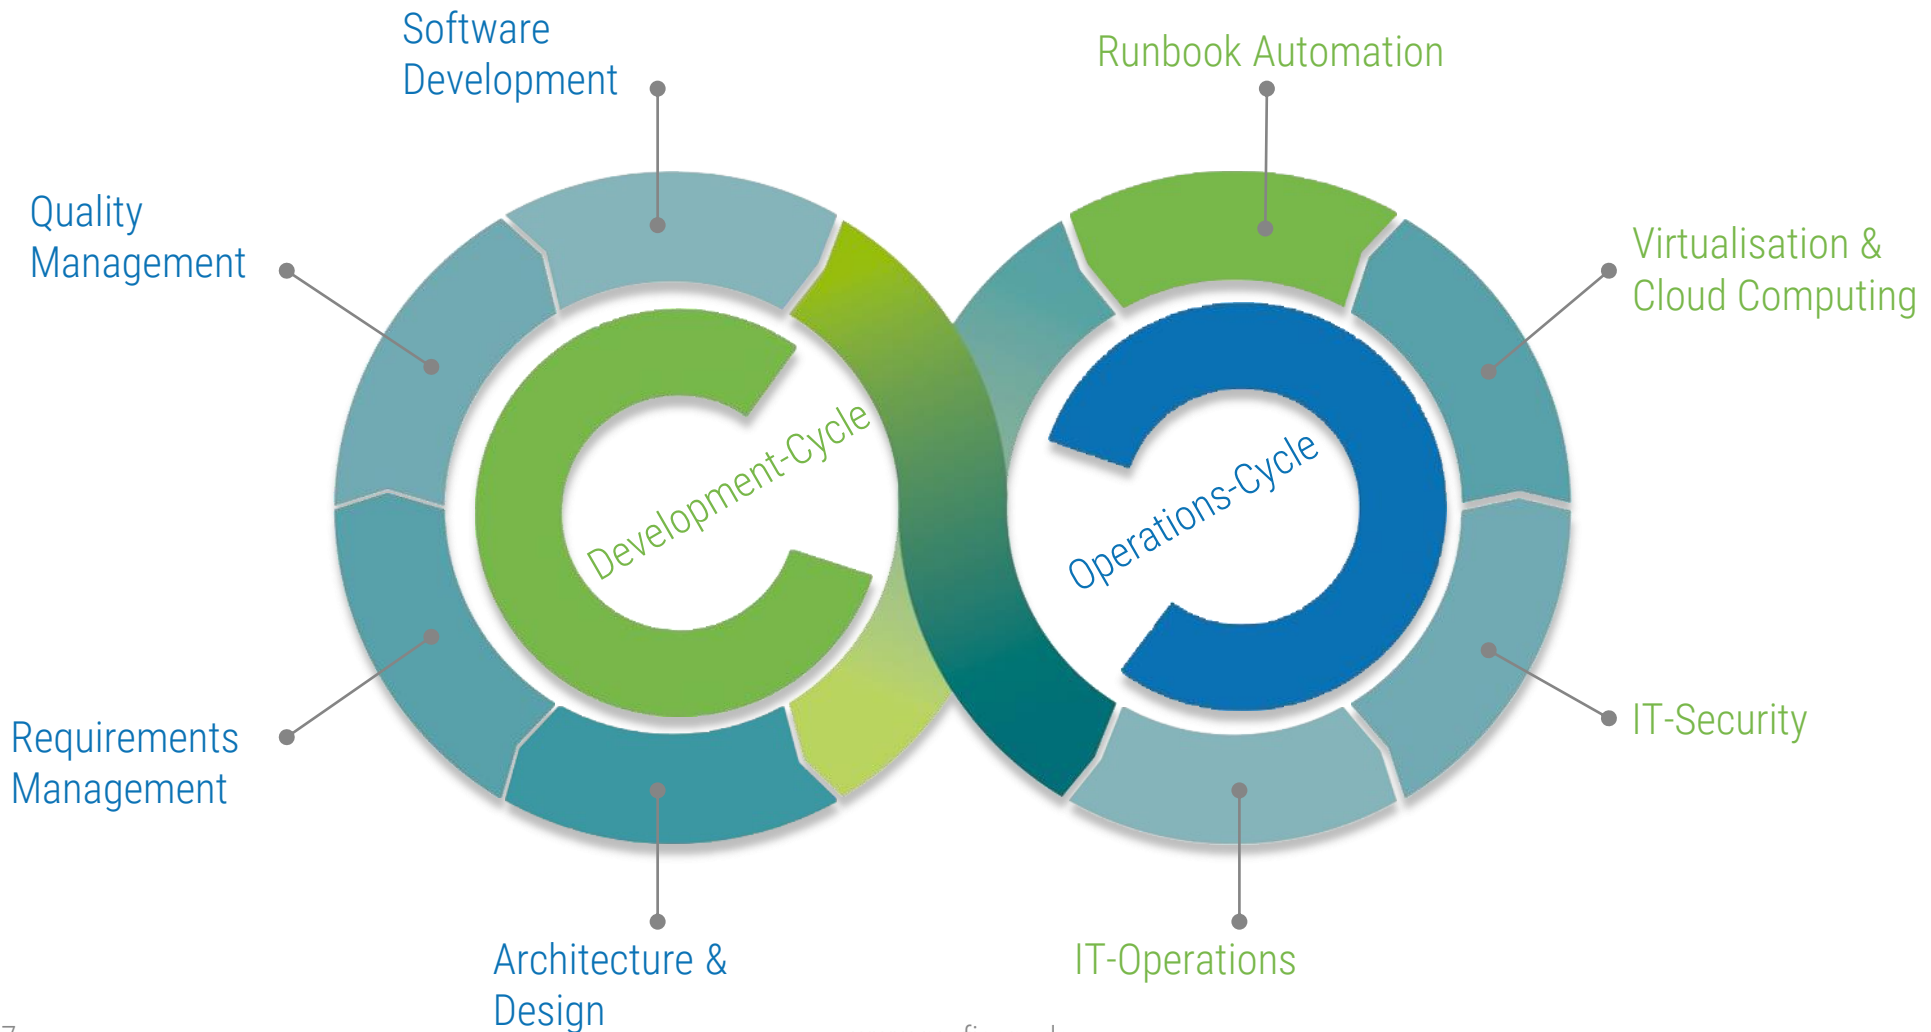 Software
Development
Runbook Automation
Quality
Management
Virtualisation &
Cloud Computing
Development-Cycle
Operations-Cycle
Requirements
Management
IT-Security
Architecture &
Design
IT-Operations
7